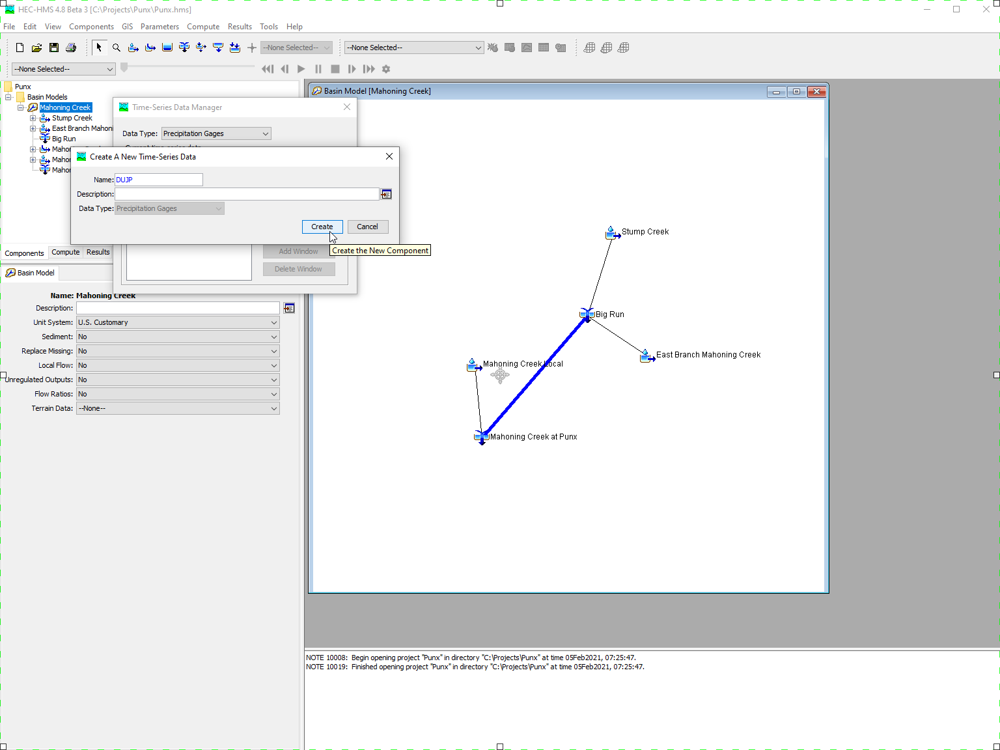 HEC-HMS 4.8 Beta 3 [C:\Projects\Punx\Punx.hms]
File Edit View Components GIS Parameters Compute Results Tools Help
--None Selected-- --None Selected--
--None Selected--
Punx
Basin Models
Mahoning Creek
Stump Creek
East Branch Mahoni
Big Run
Mahor
Mahor
Components Compute Results
Basin Model
Name: Mahoning Creek
Description:
Unit System: U.S. Customary
Sediment: No
Replace Missing: No
Local Flow: No
Unregulated Outputs: No
Flow Ratios: No
Terrain Data: --None--
Time-Series Data Manager
Data Type: Precipitation Gages
Create A New Time-Series Data
Name: DUJP
Description:
Data Type: Precipitation Gages
Create Cancel
Create the New Component
Add Window
Delete Window
Basin Model [Mahoning Creek]
Stump Creek
Big Run
East Branch Mahoning Creek
Mahoning Creek Local
Mahoning Creek at Punx
NOTE 10008: Begin opening project "Punx" in directory "C:\Projects\Punx" at time 05Feb2021, 07:25:47.
NOTE 10019: Finished opening project "Punx" in directory "C:\Projects\Punx" at time 05Feb2021, 07:25:47.